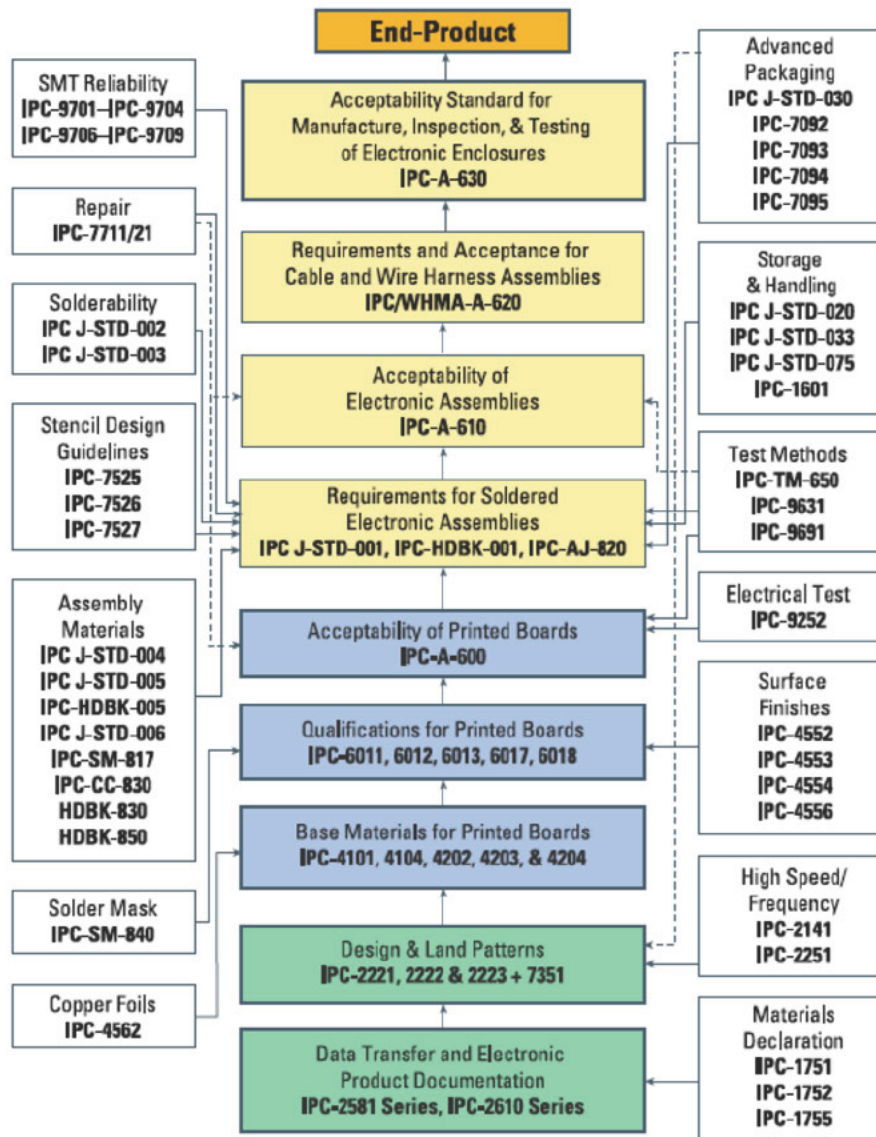 End-Product
Acceptability Standard for
Manufacture, Inspection, & Testing
of Electronic Enclosures
IPC-A-630
Requirements and Acceptance for
Cable and Wire Harness Assemblies
IPC/WHMA-A-620
Acceptability of
Electronic Assemblies
IPC-A-610
Requirements for Soldered
Electronic Assemblies
IPC J-STD-001, IPC-HDBK-001, IPC-AJ-820
Acceptability of Printed Boards
IPC-A-600
Qualifications for Printed Boards
IPC-6011, 6012, 6013, 6017, 6018
Base Materials for Printed Boards
IPC-4101, 4104, 4202, 4203, & 4204
Design & Land Patterns
IPC-2221, 2222 & 2223 + 7351
Data Transfer and Electronic
Product Documentation
IPC-2581 Series, IPC-2610 Series
SMT Reliability
IPC-9701–IPC-9704
IPC-9706–IPC-9709
Repair
IPC-7711/21
Solderability
IPC J-STD-002
IPC J-STD-003
Stencil Design
Guidelines
IPC-7525
IPC-7526
IPC-7527
Assembly
Materials
IPC J-STD-004
IPC J-STD-005
IPC-HDBK-005
IPC J-STD-006
IPC-SM-817
IPC-CC-830
HDBK-830
HDBK-850
Solder Mask
IPC-SM-840
Copper Foils
IPC-4562
Advanced
Packaging
IPC J-STD-030
IPC-7092
IPC-7093
IPC-7094
IPC-7095
Storage
& Handling
IPC J-STD-020
IPC J-STD-033
IPC J-STD-075
IPC-1601
Test Methods
IPC-TM-650
IPC-9631
IPC-9691
Electrical Test
IPC-9252
Surface
Finishes
IPC-4552
IPC-4553
IPC-4554
IPC-4556
High Speed/
Frequency
IPC-2141
IPC-2251
Materials
Declaration
IPC-1751
IPC-1752
IPC-1755